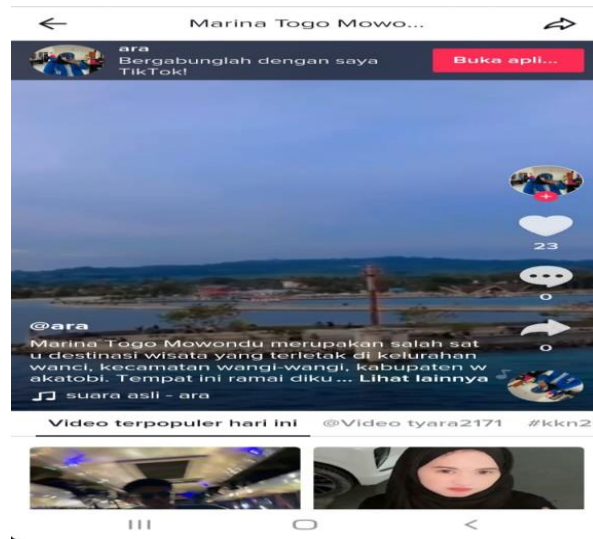 Marina Togo Mowo...
ara
Bergabunglah dengan saya
TikTok!
Buka apli...
23
0
0
@ara
Marina Togo Mowondu merupakan salah sat
u destinasi wisata yang terletak di kelurahan
wanci, kecamatan wangi-wangi, kabupaten w
akatobi. Tempat ini ramai diku... Lihat lainnya
suara asli - ara
Video terpopuler hari ini @Video tyara2171 #kkn2